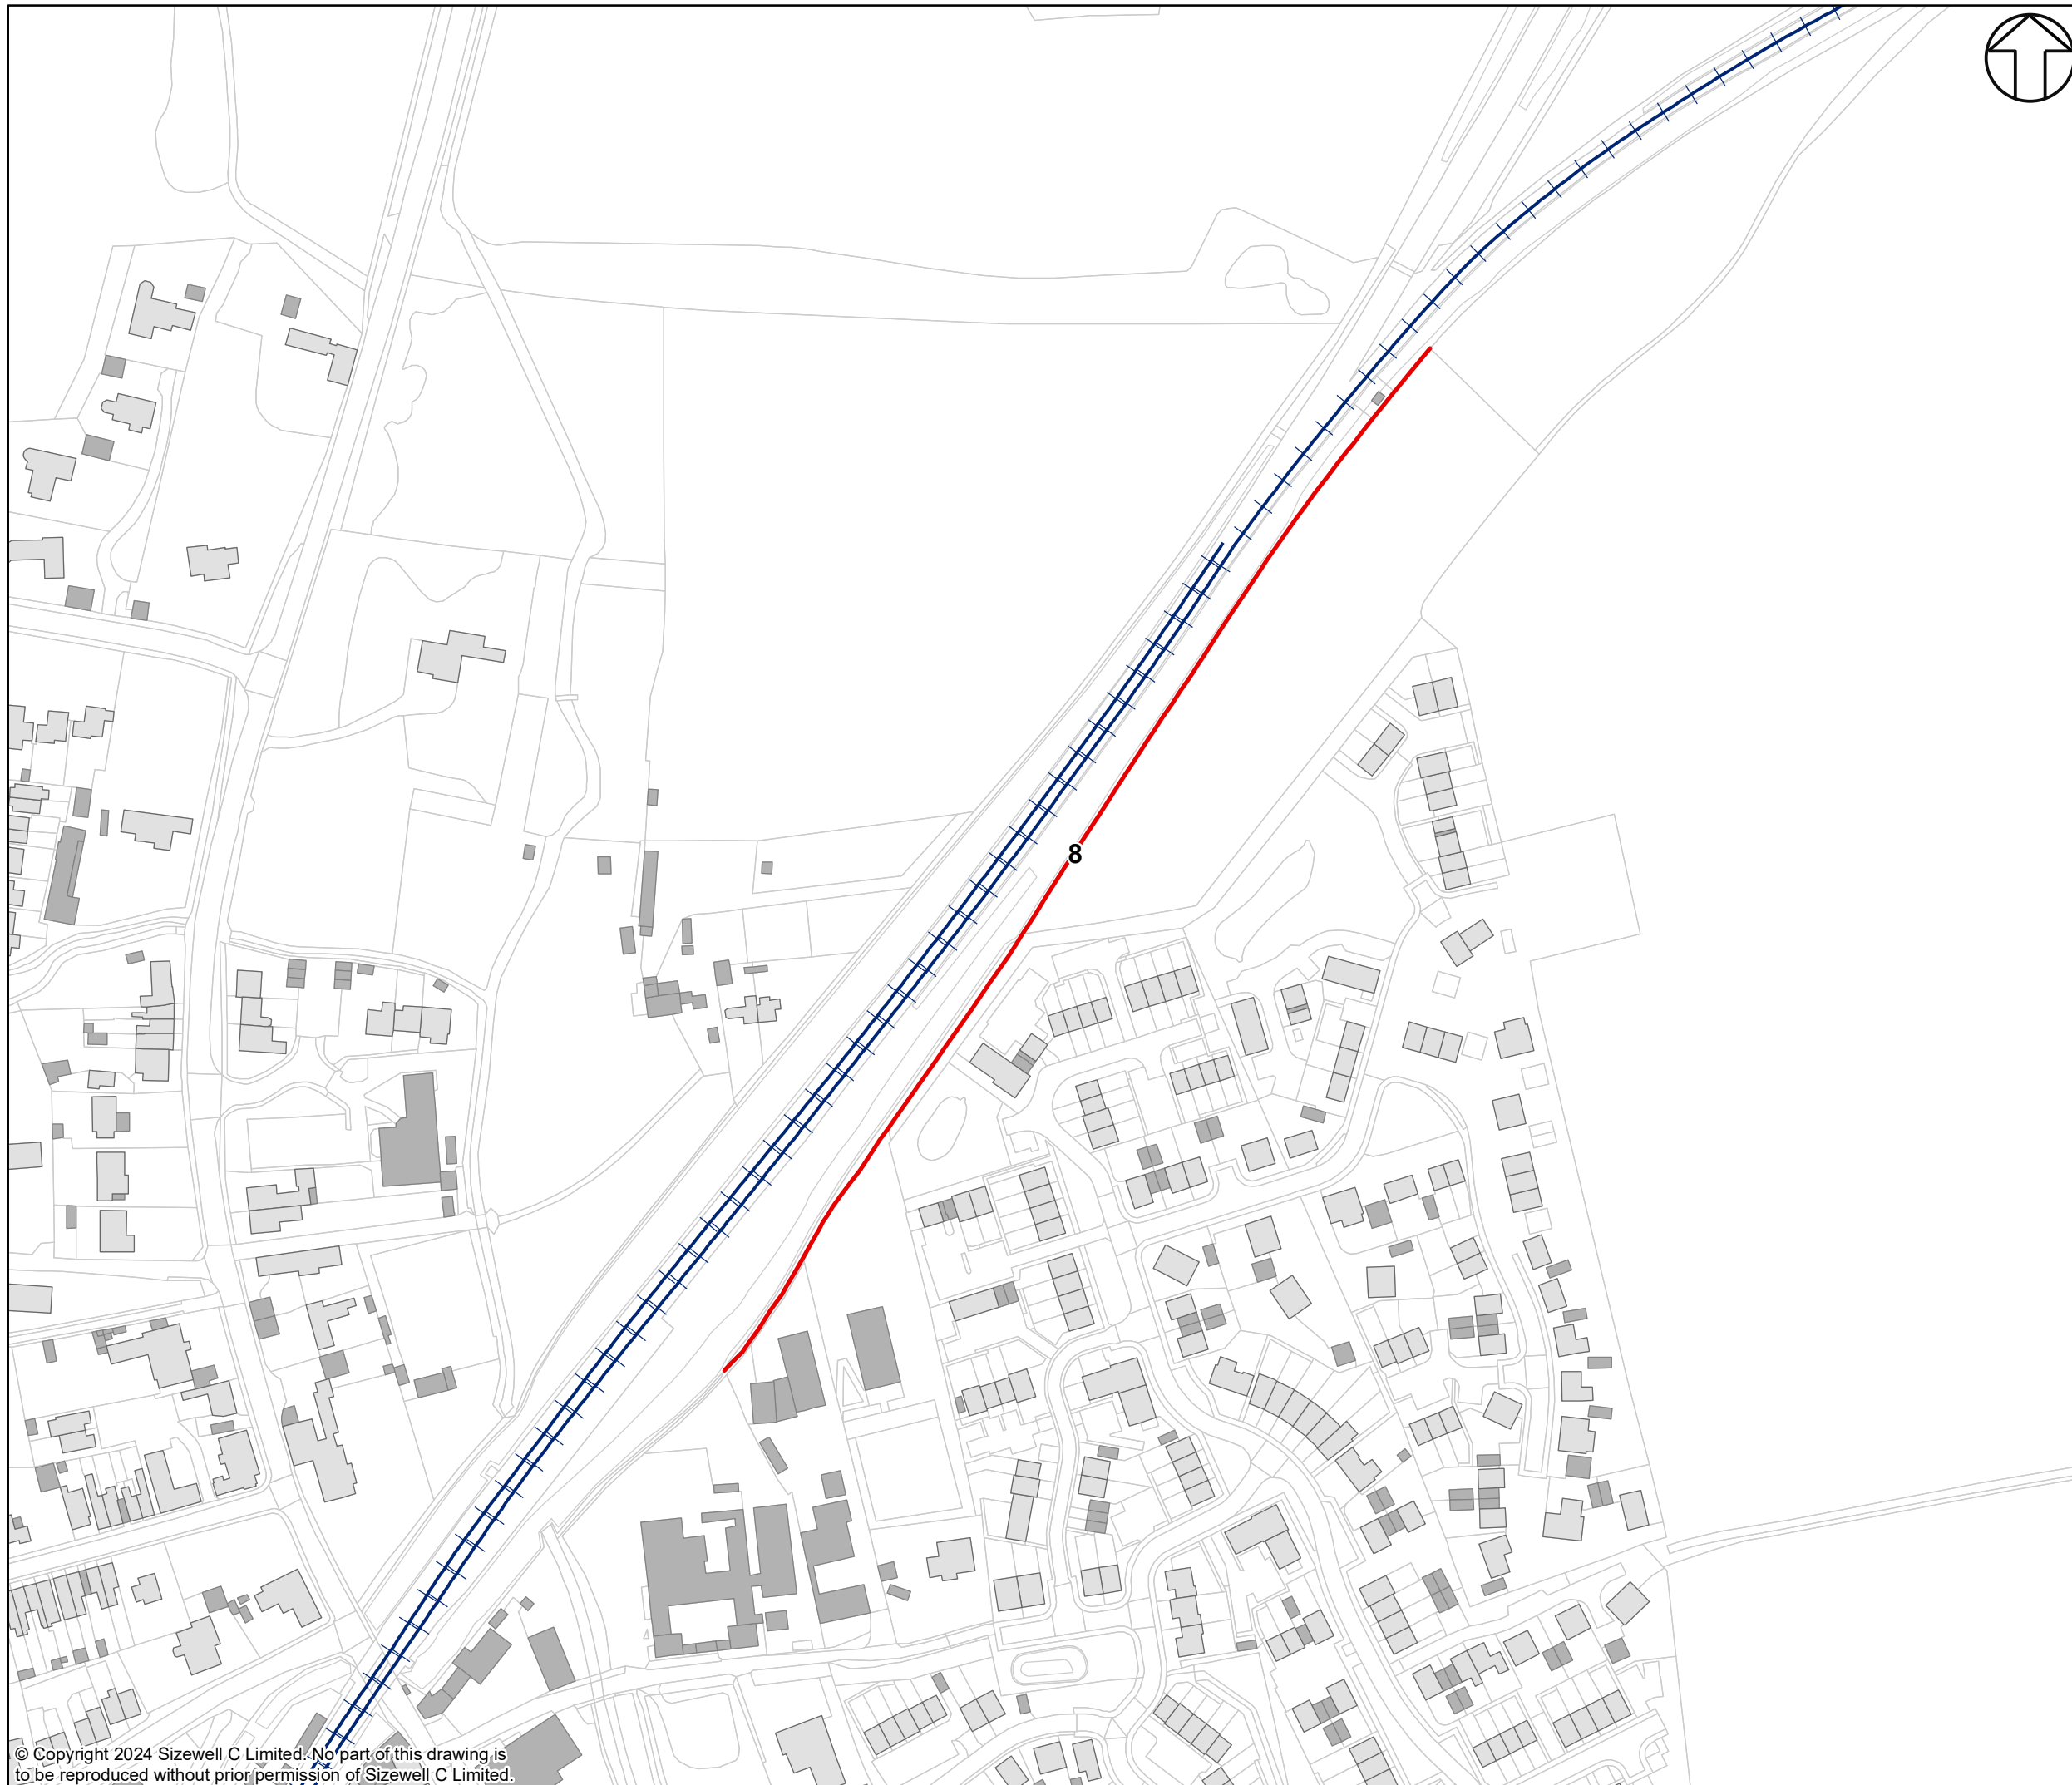 8
© Copyright 2024 Sizewell C Limited. No part of this drawing is
to be reproduced without prior permission of Sizewell C Limited.